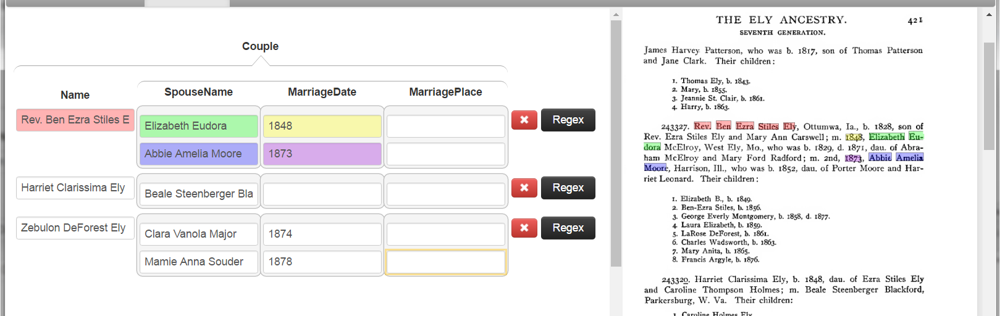 Couple
Name
SpouseName
MarriageDate
MarriagePlace
Rev. Ben Ezra Stiles E
Elizabeth Eudora
1848
Regex
Abbie Amelia Moore
1873
Harriet Clarissima Ely
Beale Steenberger Bla
Regex
Zebulon DeForest Ely
Clara Vanola Major
1874
Regex
Mamie Anna Souder
1878
THE ELY ANCESTRY.
421
SEVENTH GENERATION.
James Harvey Patterson, who was b. 1817, son of Thomas Patterson
and Jane Clark. Their children:
1. Thomas Ely, b. 1843.
2. Mary, b. 1855.
3. Jeannie St. Clair, b. 1861.
4. Harry, b. 1863.
243327. Rev. Ben Ezra Stiles Ely, Ottumwa, Ia., b. 1828, son of
Rev. Ezra Stiles Ely and Mary Ann Carswell; m. 1848, Elizabeth Eu-
dora McElroy, West Ely, Mo., who was b. 1829, d. 1871, dau. of Abra-
ham McElroy and Mary Ford Radford; m. 2nd, 1873, Abbie Amelia
Moore, Harrison, Ill., who was b. 1852, dau. of Porter Moore and Har-
riet Leonard. Their children:
1. Elizabeth B., b. 1849.
2. Ben-Ezra Stiles, b. 1856.
3. George Everly Montgomery, b. 1858, d. 1877.
4. Laura Elizabeth, b. 1859.
5. LaRose DeForest, b. 1861.
6. Charles Wadsworth, b. 1863.
7. Mary Anita, b. 1865.
8. Francis Argyle, b. 1876.
243320. Harriet Clarissima Ely, b. 1848, dau. of Ezra Stiles Ely
and Caroline Thompson Holmes; m. Beale Steenberger Blackford,
Parkersburg, W. Va. Their children:
1. Caroline Holmes Ely